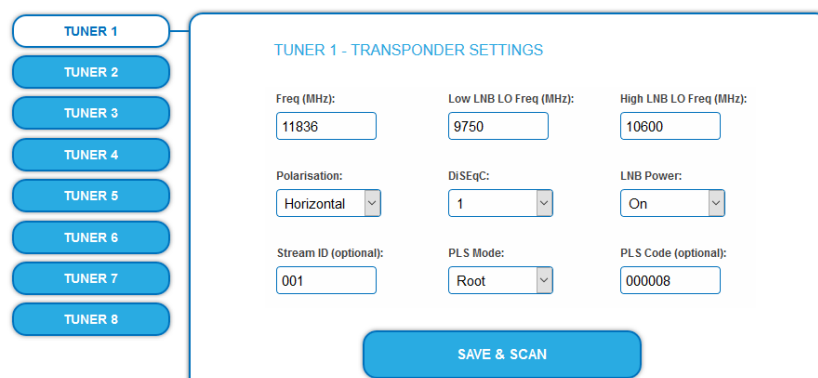 TUNER 1
TUNER 2
TUNER 3
TUNER 4
TUNER 5
TUNER 6
TUNER 7
TUNER 8
TUNER 1 - TRANSPONDER SETTINGS
Freq (MHz): Low LNB LO Freq (MHz): High LNB LO Freq (MHz):
11836 9750 10600
Polarisation: DiSEqC: LNB Power:
Horizontal 1 On
Stream ID (optional): PLS Mode: PLS Code (optional):
001 Root 000008
SAVE & SCAN